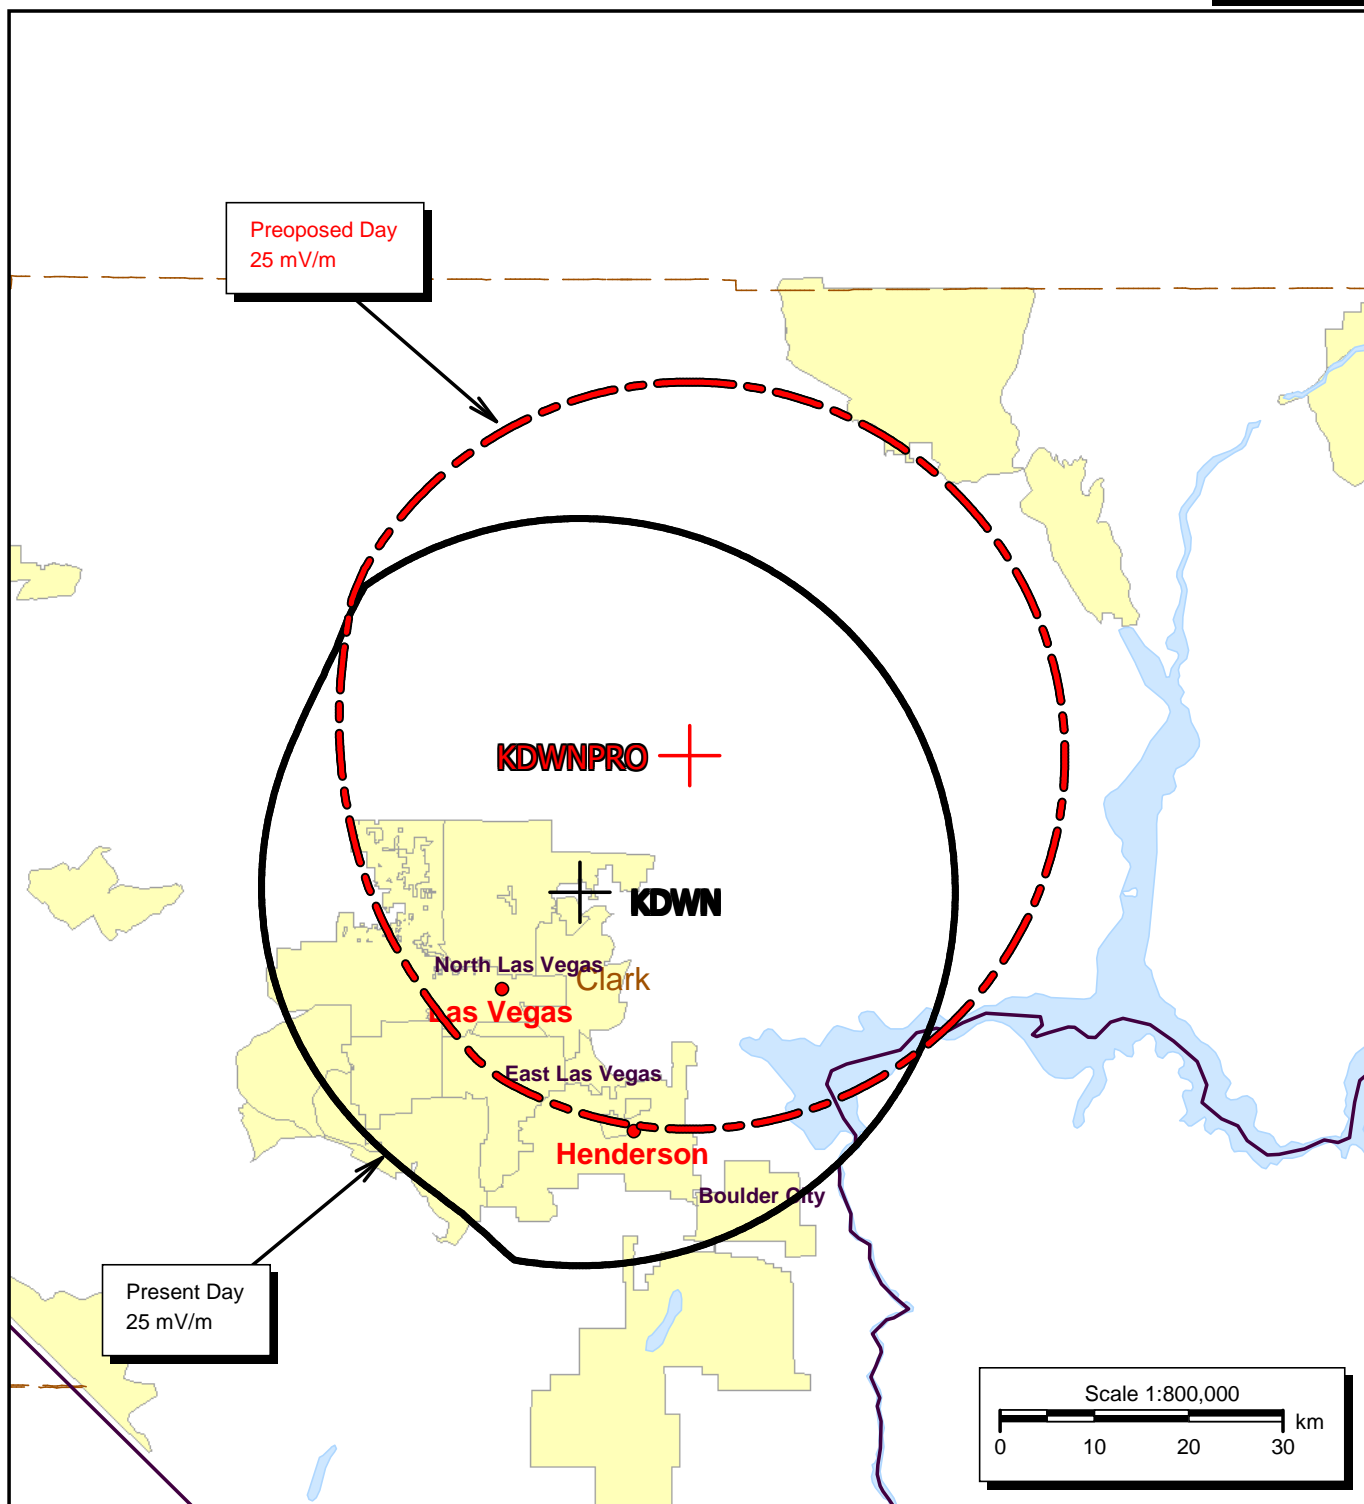 Preoposed Day
25 mV/m
KDWNPRO
KDWN
North Las Vegas
Clark
Las Vegas
East Las Vegas
Henderson
Boulder City
Present Day
25 mV/m
Scale 1:800,000
km
0 10 20 30